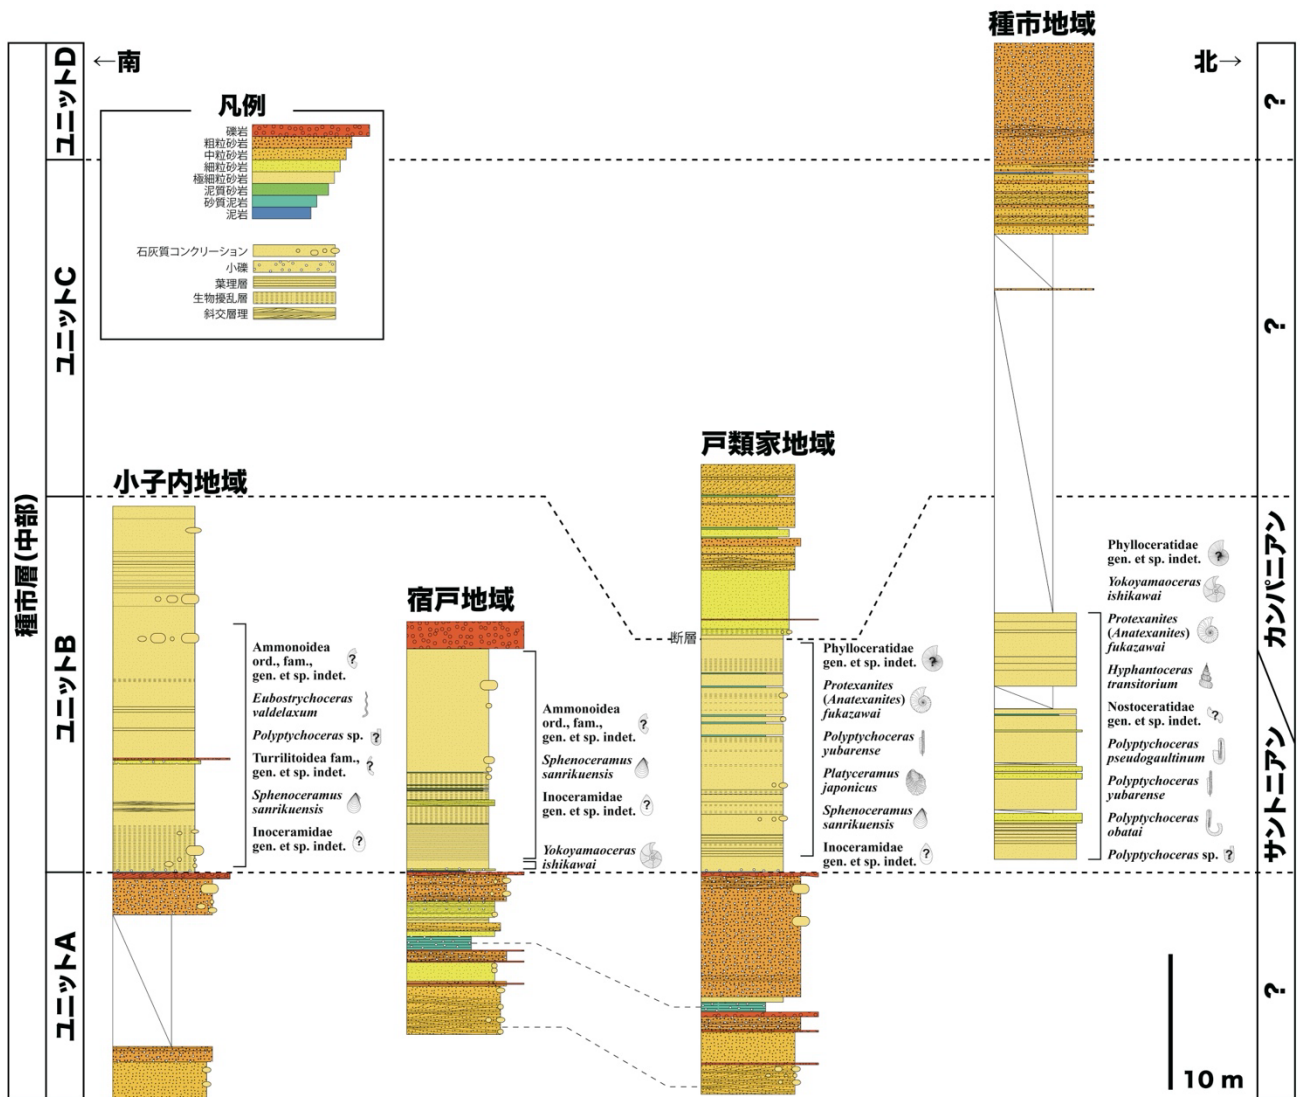 種市地域
←南
北→
ユニットD
ユニットC
ユニットB
ユニットA
種市層(中部)
凡例
礫岩
粗粒砂岩
中粒砂岩
細粒砂岩
極細粒砂岩
泥質砂岩
砂質泥岩
泥岩
石灰質コンクリーション
小礫
葉理層
生物擾乱層
斜交層理
小子内地域
Ammonoidea
ord., fam.,
gen. et sp. indet.
?
Eubostrychoceras
valdelaxum
Polyptychoceras sp.
?
Turrilitoidea fam.,
gen. et sp. indet.
?
Sphenoceramus
sanrikuensis
Inoceramidae
gen. et sp. indet.
?
宿戸地域
Ammonoidea
ord., fam.,
gen. et sp. indet.
?
Sphenoceramus
sanrikuensis
Inoceramidae
gen. et sp. indet.
?
Yokoyamaoceras
ishikawai
戸類家地域
断層
Phylloceratidae
gen. et sp. indet.
?
Protexanites
(Anatexanites)
fukazawai
Polyptychoceras
yubarense
Platyceramus
japonicus
Sphenoceramus
sanrikuensis
Inoceramidae
gen. et sp. indet.
?
Phylloceratidae
gen. et sp. indet.
?
Yokoyamaoceras
ishikawai
Protexanites
(Anatexanites)
fukazawai
Hyphantoceras
transitorium
Nostoceratidae
gen. et sp. indet.
?
Polyptychoceras
pseudogaultinum
Polyptychoceras
yubarense
Polyptychoceras
obatai
Polyptychoceras sp.
?
?
?
カンパニアン
サントニアン
?
10 m